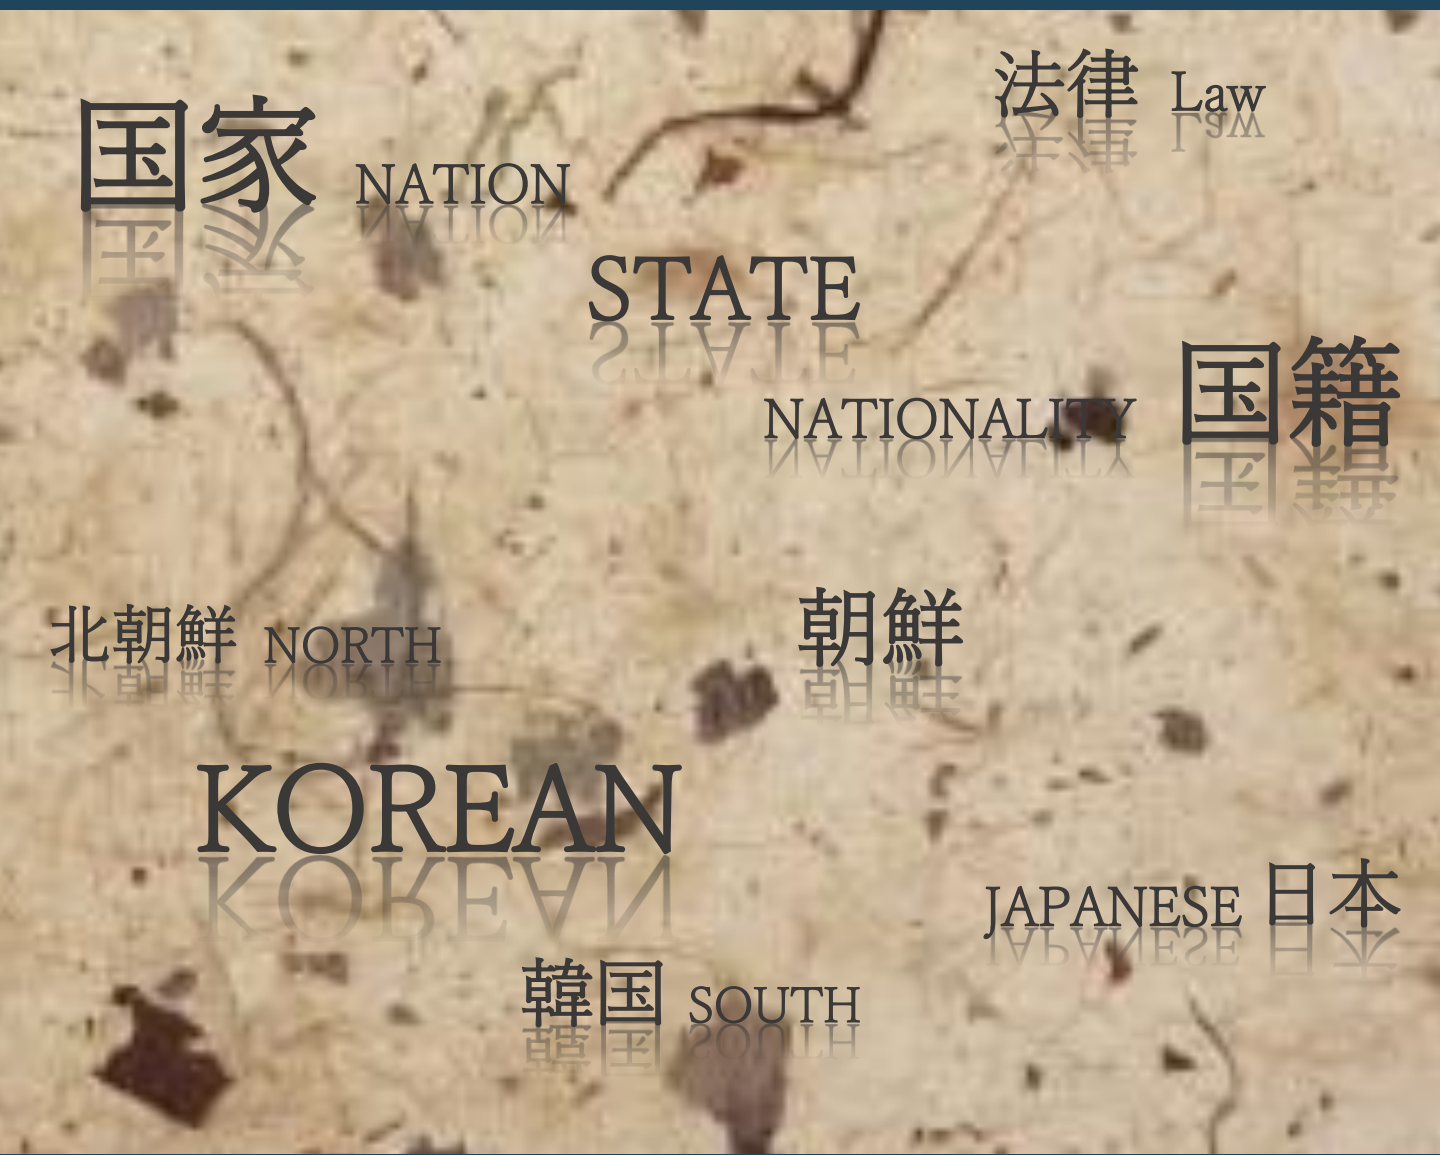 法律 Law
国家 NATION
STATE
NATIONALITY 国籍
北朝鮮 NORTH
朝鮮
KOREAN
JAPANESE 日本
韓国 SOUTH